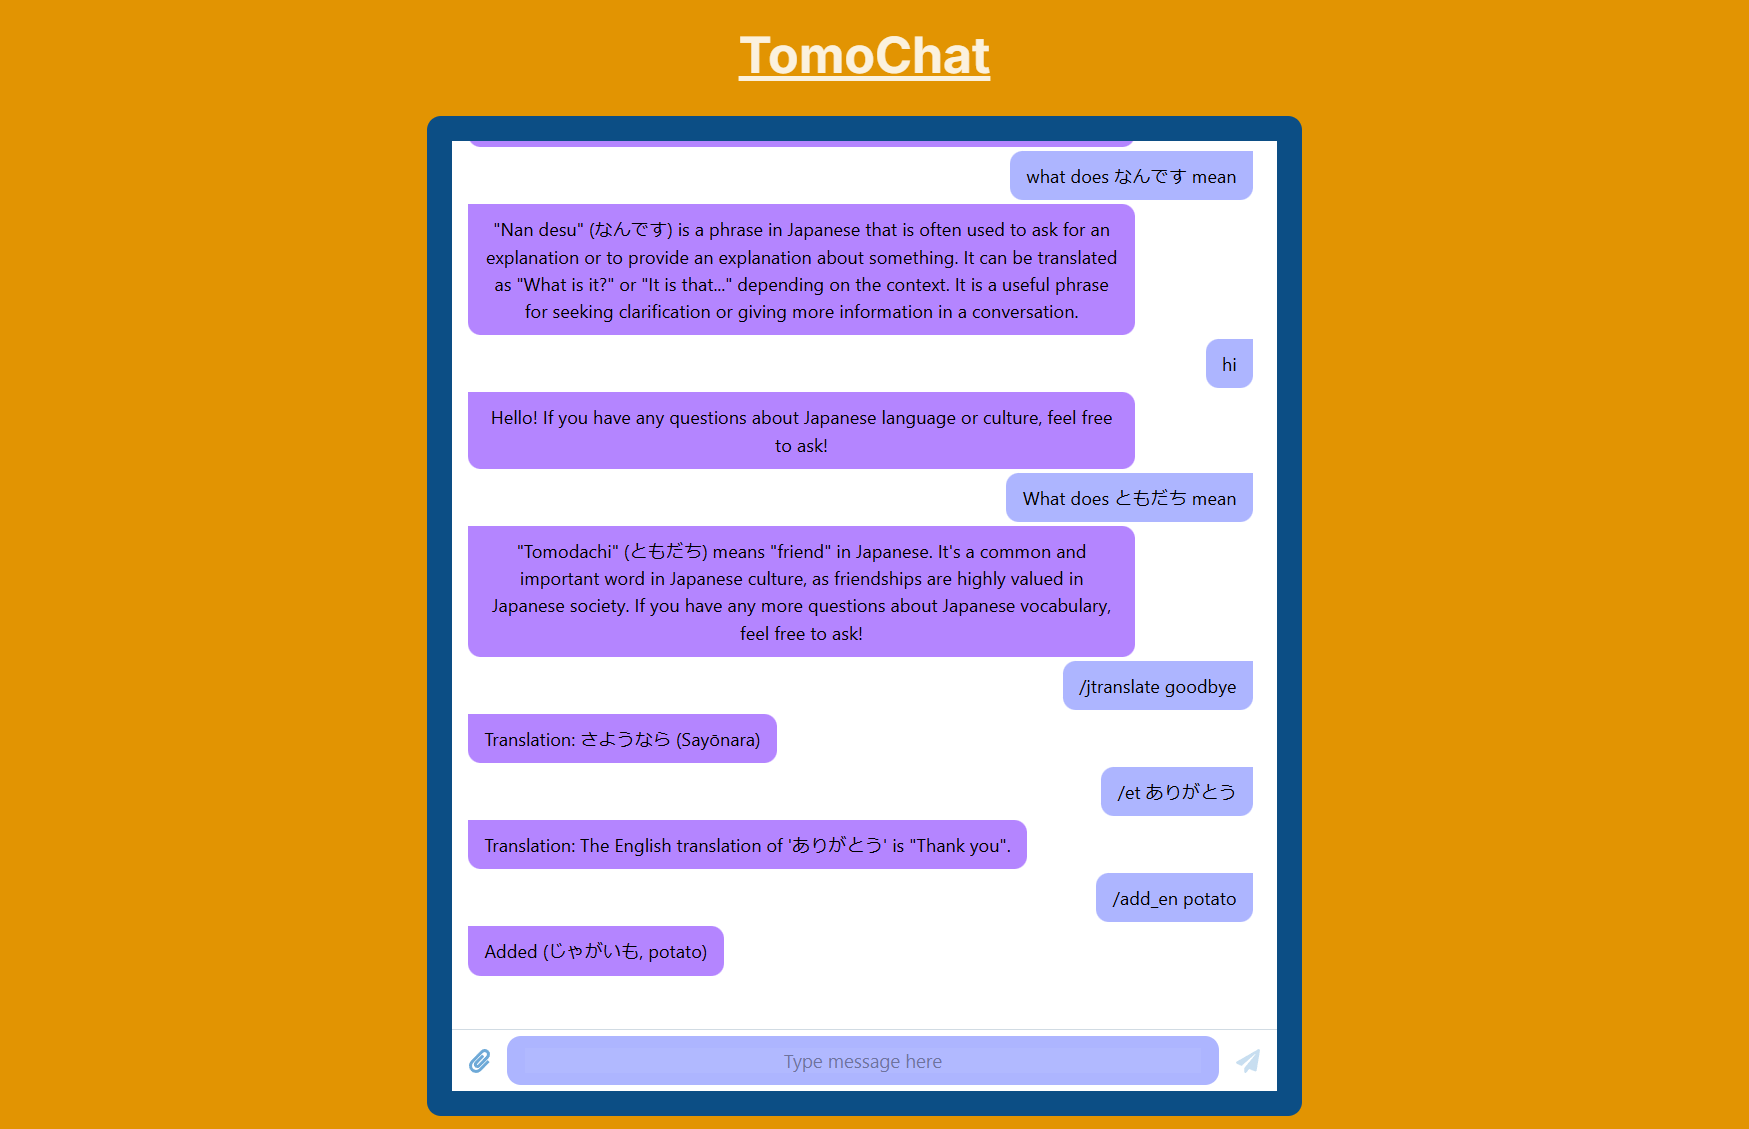 TomoChat
what does なんです mean
"Nan desu" (なんです) is a phrase in Japanese that is often used to ask for an
explanation or to provide an explanation about something. It can be translated
as "What is it?" or "It is that..." depending on the context. It is a useful phrase
for seeking clarification or giving more information in a conversation.
hi
Hello! If you have any questions about Japanese language or culture, feel free
to ask!
What does ともだち mean
"Tomodachi" (ともだち) means "friend" in Japanese. It's a common and
important word in Japanese culture, as friendships are highly valued in
Japanese society. If you have any more questions about Japanese vocabulary,
feel free to ask!
/jtranslate goodbye
Translation: さようなら (Sayōnara)
/et ありがとう
Translation: The English translation of 'ありがとう' is "Thank you".
/add_en potato
Added (じゃがいも, potato)
Type message here